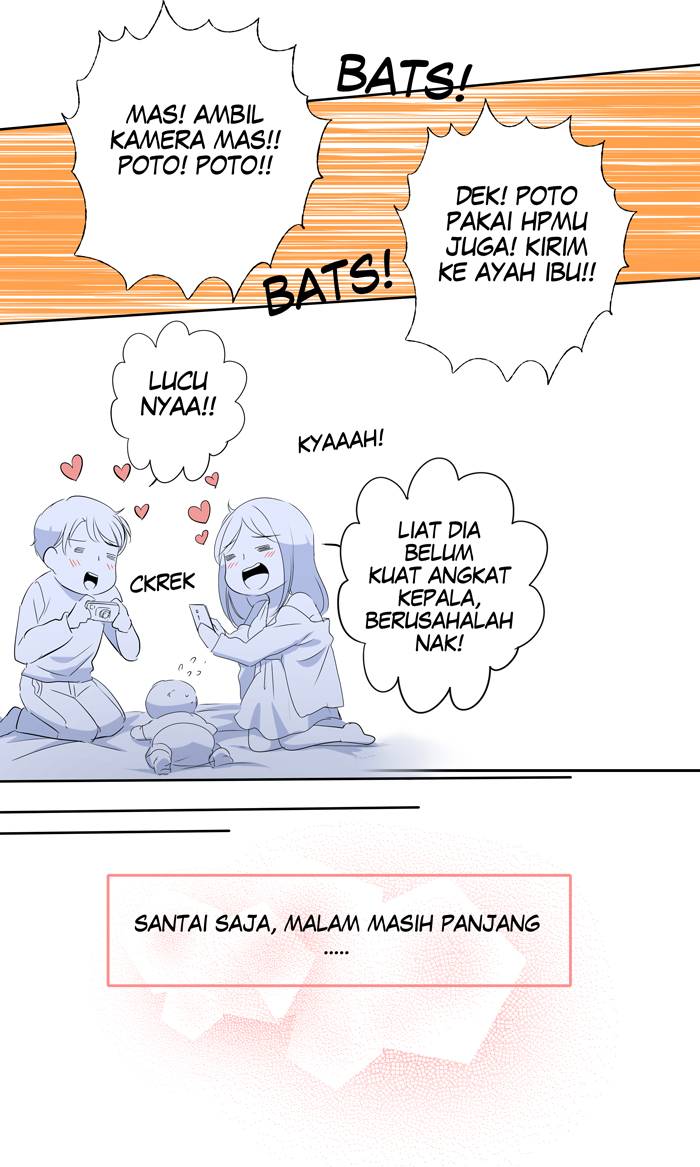 BATS!
MAS! AMBIL
KAMERA MAS!!
POTO! POTO!!
DEK! POTO
PAKAI HPMU
JUGA! KIRIM
KE AYAH IBU!!
BATS!
LUCU
NYAA!!
KYAAAH!
LIAT DIA
BELUM
KUAT ANGKAT
KEPALA,
BERUSAHALAH
NAK!
CKREK
SANTAI SAJA, MALAM MASIH PANJANG
.....